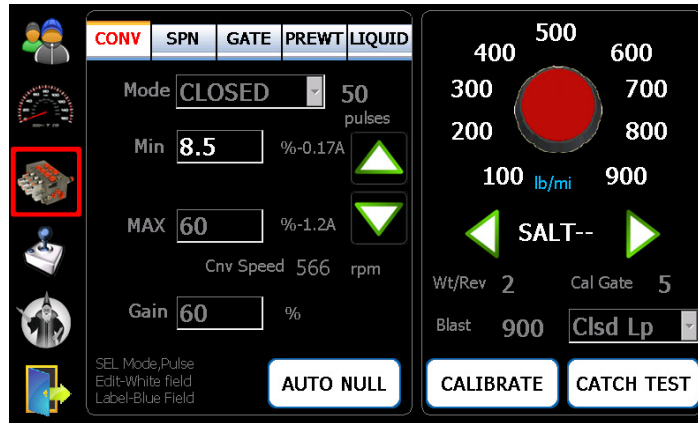 CONV SPN GATE PREWT LIQUID
Mode CLOSED 50
pulses
Min 8.5 %-0.17A
MAX 60 %-1.2A
Cnv Speed 566 rpm
Gain 60 %
SEL Mode,Pulse
Edit-White field
Label-Blue Field
AUTO NULL
500
400 600
300 700
200 800
100 lb/mi 900
SALT--
Wt/Rev 2 Cal Gate 5
Blast 900 Clsd Lp
CALIBRATE CATCH TEST